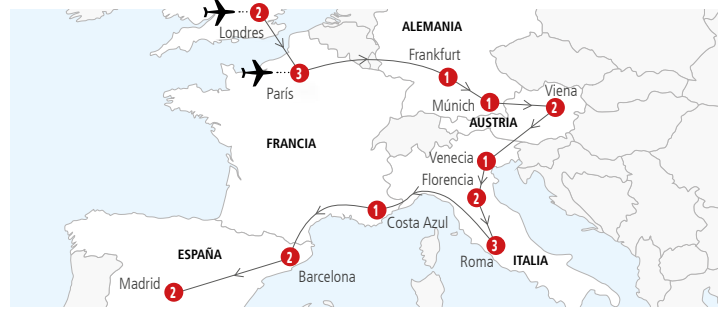 2
Londres
ALEMANIA
3
París
Frankfurt
1
Múnich
1
Viena
2
AUSTRIA
FRANCIA
Venecia
1
Florencia
2
3
Roma
ITALIA
1
Costa Azul
ESPAÑA
2
Barcelona
Madrid
2